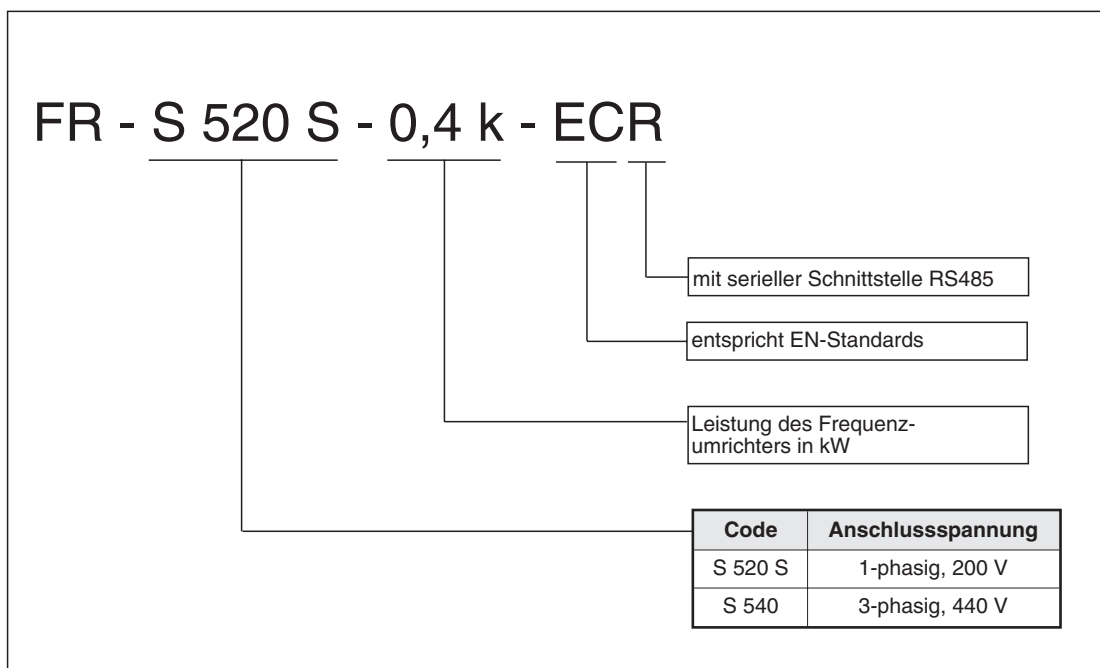 FR - S 520 S - 0,4 k - ECR
mit serieller Schnittstelle RS485
entspricht EN-Standards
Leistung des Frequenz-
umrichters in kW
Code Anschlussspannung
S 520 S 1-phasig, 200 V
S 540 3-phasig, 440 V